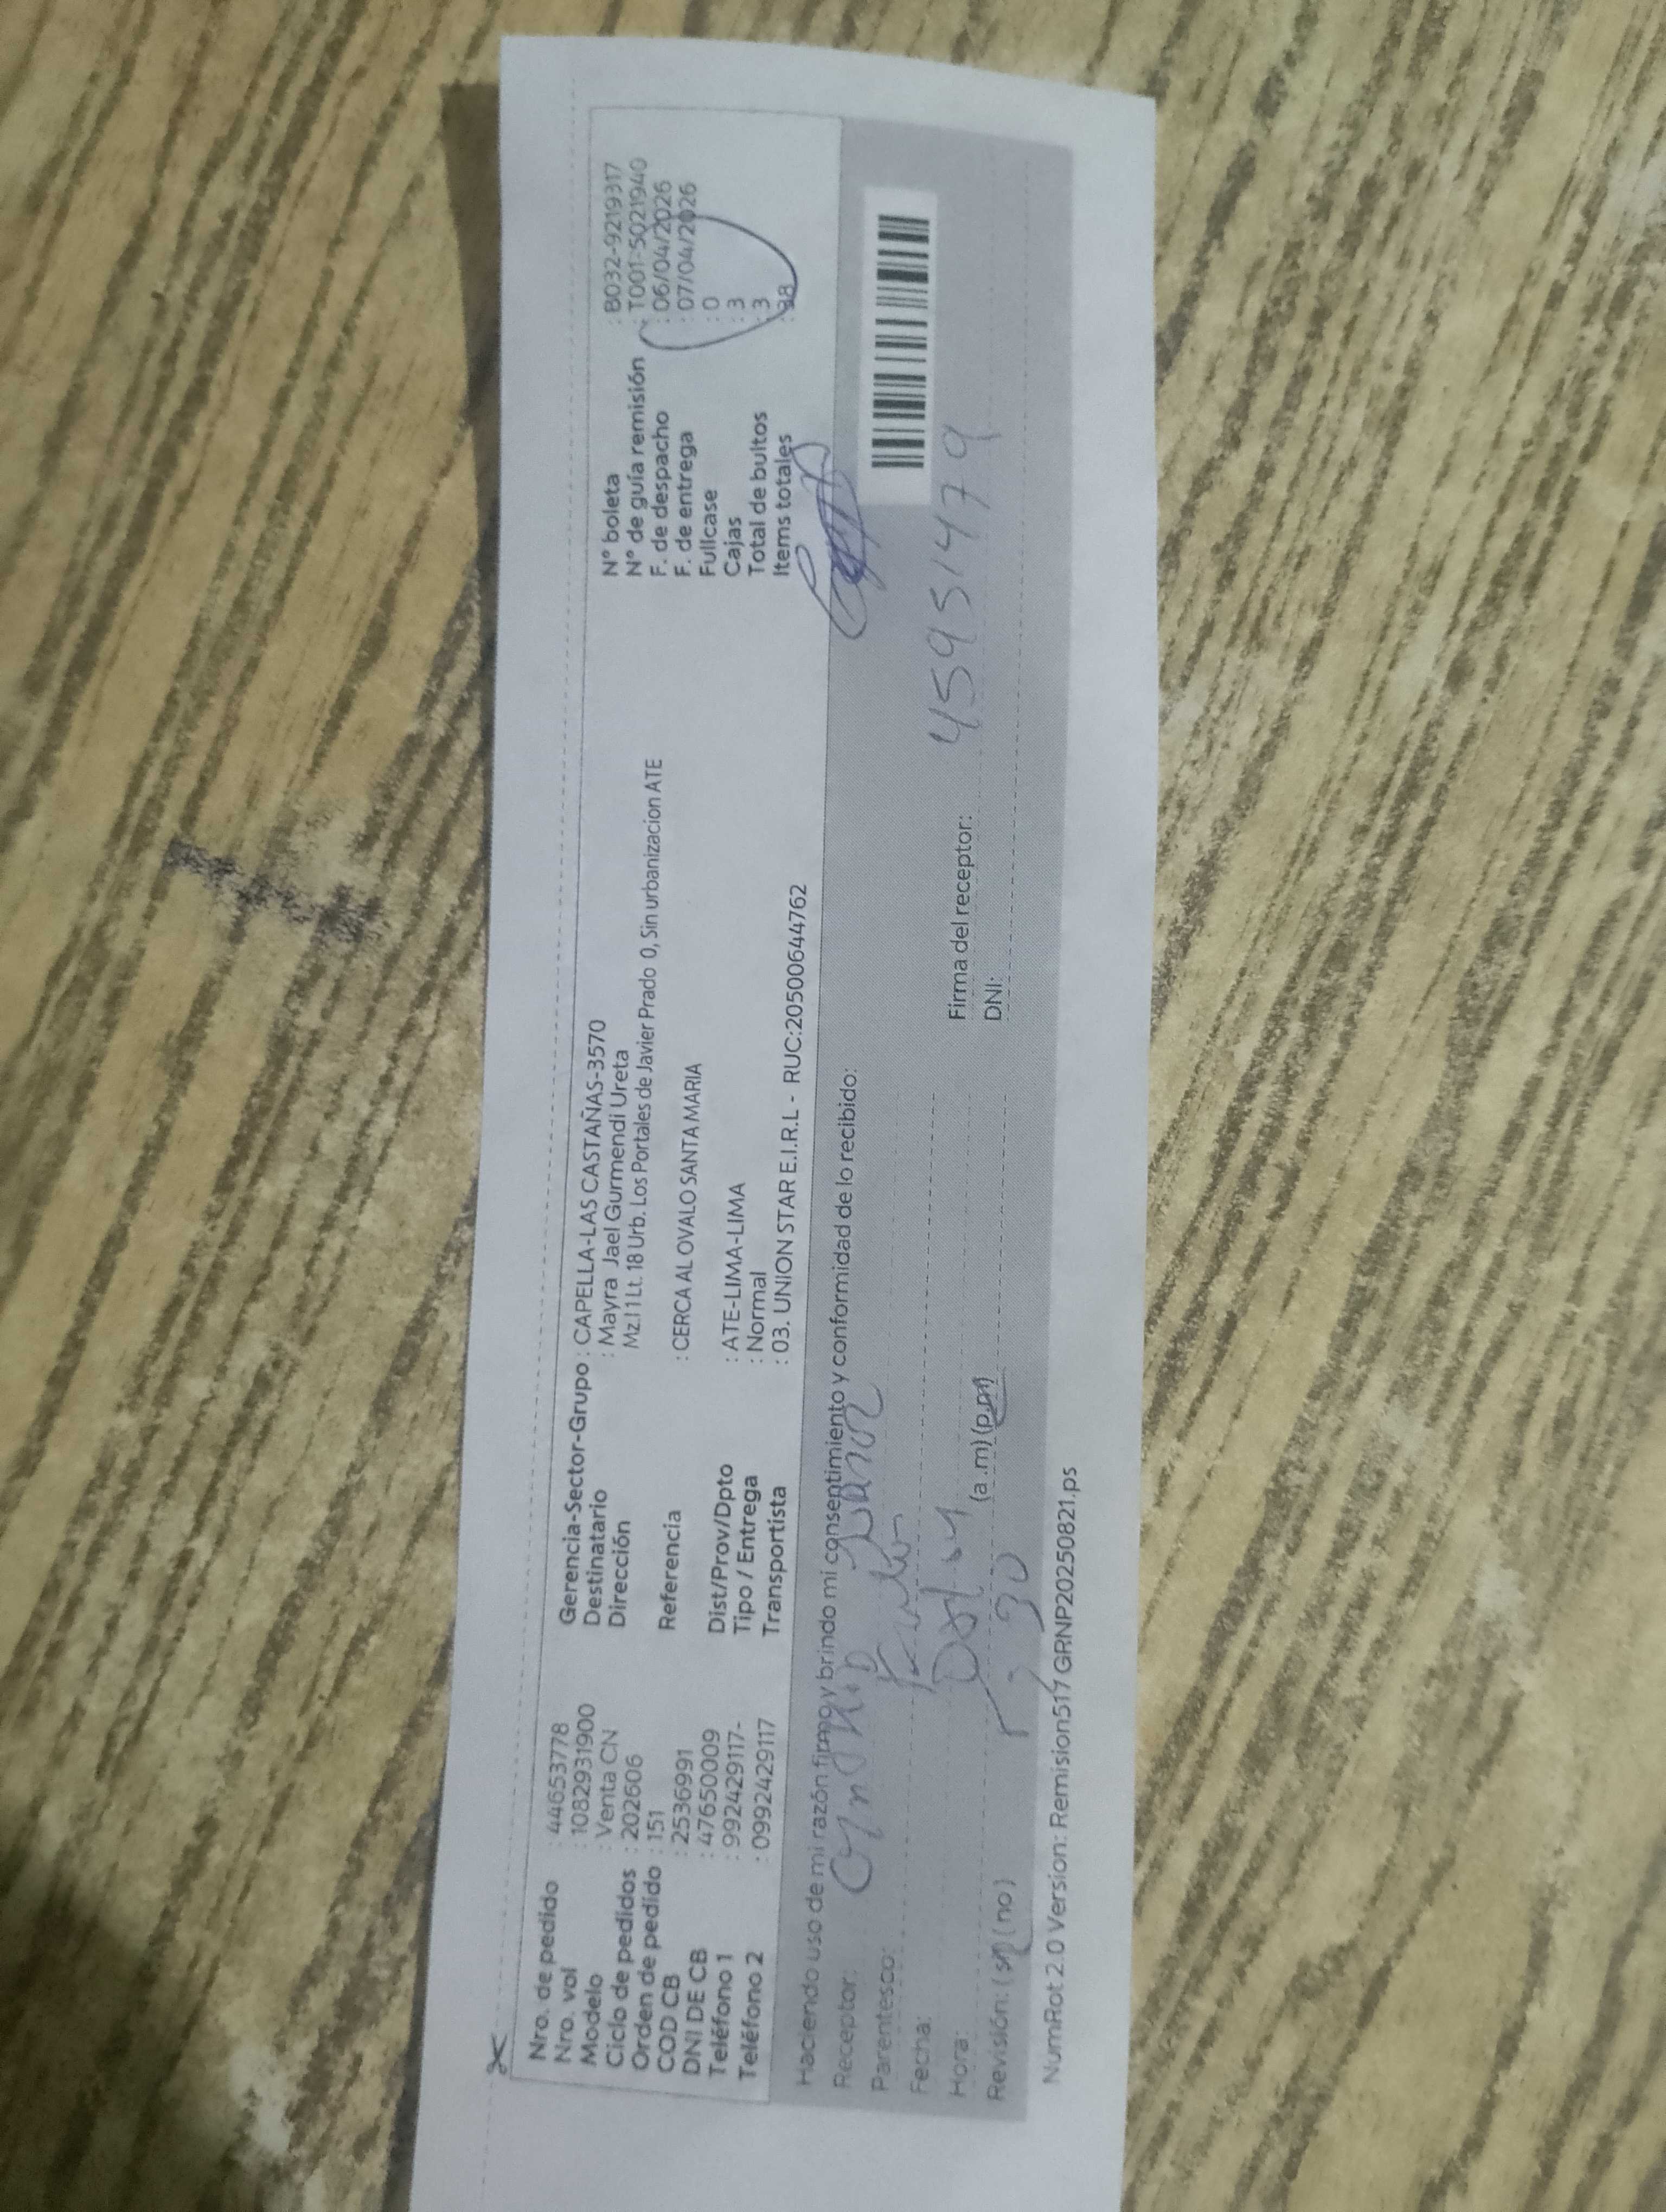 Nro. de pedido : 44653778
Nro. vol : 1082931900
Modelo : Venta CN
Ciclo de pedidos : 202606
Orden de pedido : 151
COD CB : 2536991
DNI DE CB : 47650009
Teléfono 1 : 992429117-
Teléfono 2 : 0992429117
Gerencia-Sector-Grupo : CAPELLA-LAS CASTAÑAS-3570
Destinatario : Mayra Jael Gurmendi Ureta
Dirección Mz.I1 Lt. 18 Urb. Los Portales de Javier Prado 0, Sin urbanizacion ATE
Referencia : CERCA AL OVALO SANTA MARIA
Dist/Prov/Dpto : ATE-LIMA-LIMA
Tipo / Entrega : Normal
Transportista : 03. UNION STAR E.I.R.L - RUC:20500644762
N° boleta : B032-9219317
N° de guía remisión : T001-5021940
F. de despacho : 06/04/2026
F. de entrega : 07/04/2026
Fullcase : 0
Cajas : 3
Total de bultos : 3
Items totales : 98
Haciendo uso de mi razón firmo y brindo mi consentimiento y conformidad de lo recibido:
Receptor:
Parentesco:
Fecha:
Hora: 30 (a.m) (p.m)
Revisión: (si) (no)
Firma del receptor:
DNI: 45951479
NumRot 2.0 Version: Remision517 GRNP20250821.ps